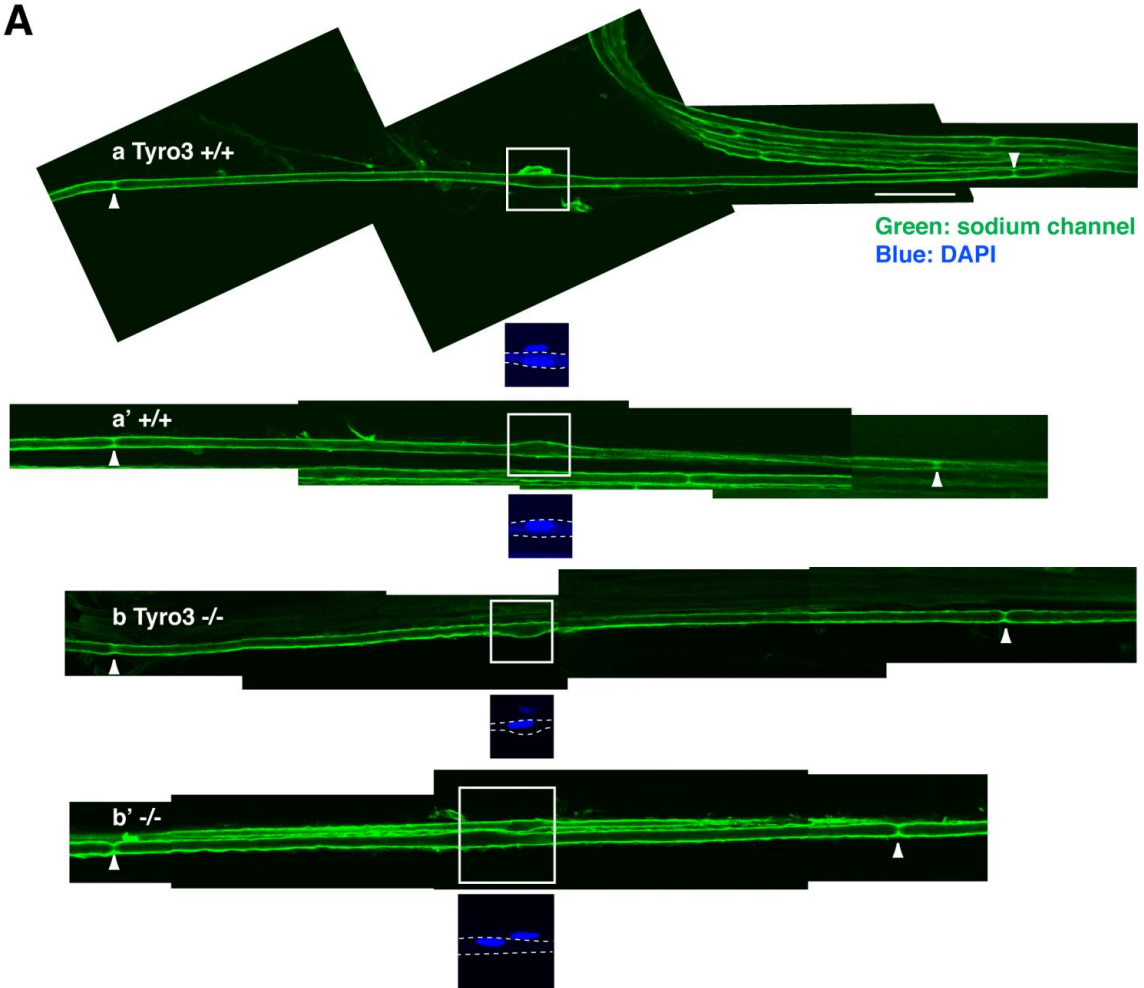 A
a Tyro3 +/+
Green: sodium channel
Blue: DAPI
a' +/+
b Tyro3 -/-
b' -/-